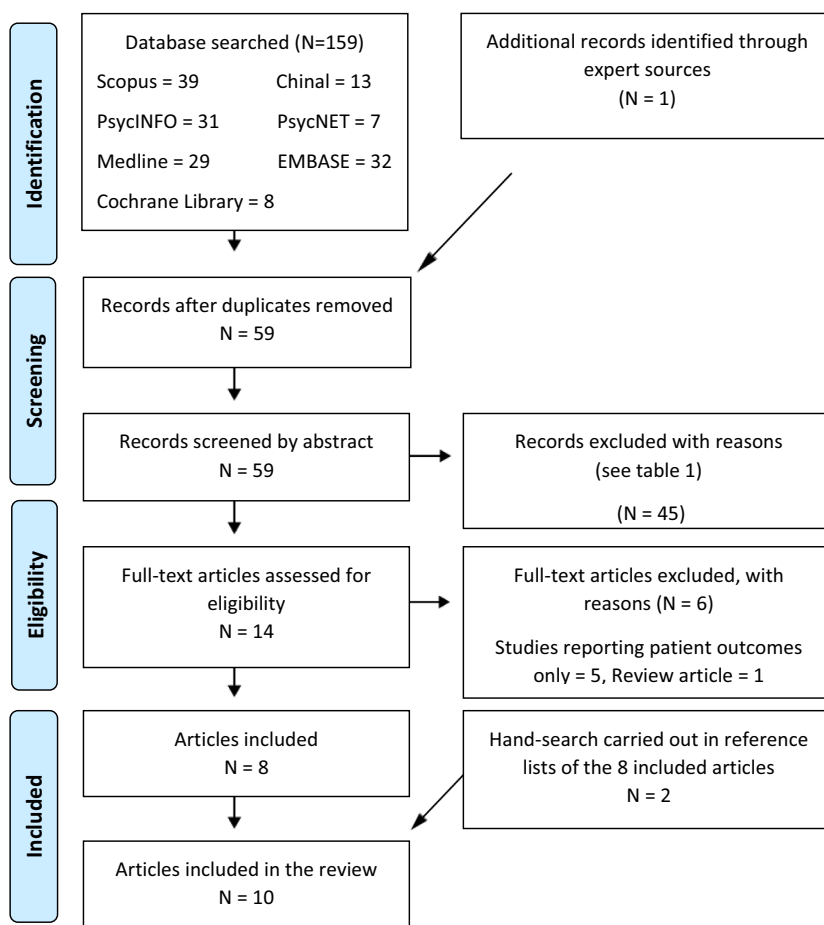 Identification
Database searched (N=159)
Scopus = 39 Chinal = 13
PsycINFO = 31 PsycNET = 7
Medline = 29 EMBASE = 32
Cochrane Library = 8
Additional records identified through
expert sources
(N = 1)
Screening
Records after duplicates removed
N = 59
Records screened by abstract
N = 59
Records excluded with reasons
(see table 1)
(N = 45)
Eligibility
Full-text articles assessed for
eligibility
N = 14
Full-text articles excluded, with
reasons (N = 6)
Studies reporting patient outcomes
only = 5, Review article = 1
Included
Articles included
N = 8
Hand-search carried out in reference
lists of the 8 included articles
N = 2
Articles included in the review
N = 10